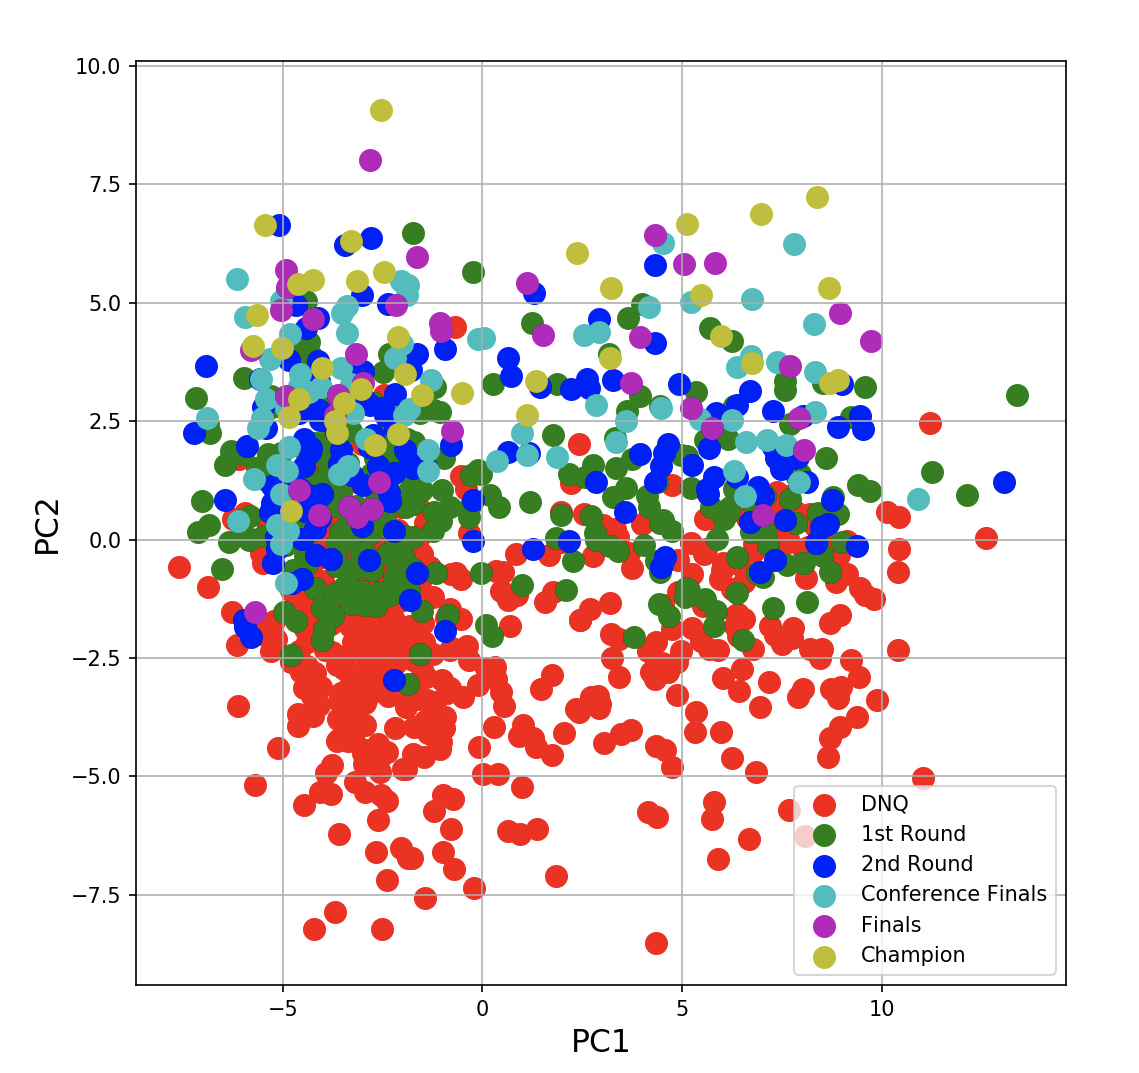 10.0
7.5
5.0
2.5
0.0
−2.5
−5.0
−7.5
PC2
−5
0
5
10
PC1
DNQ
1st Round
2nd Round
Conference Finals
Finals
Champion